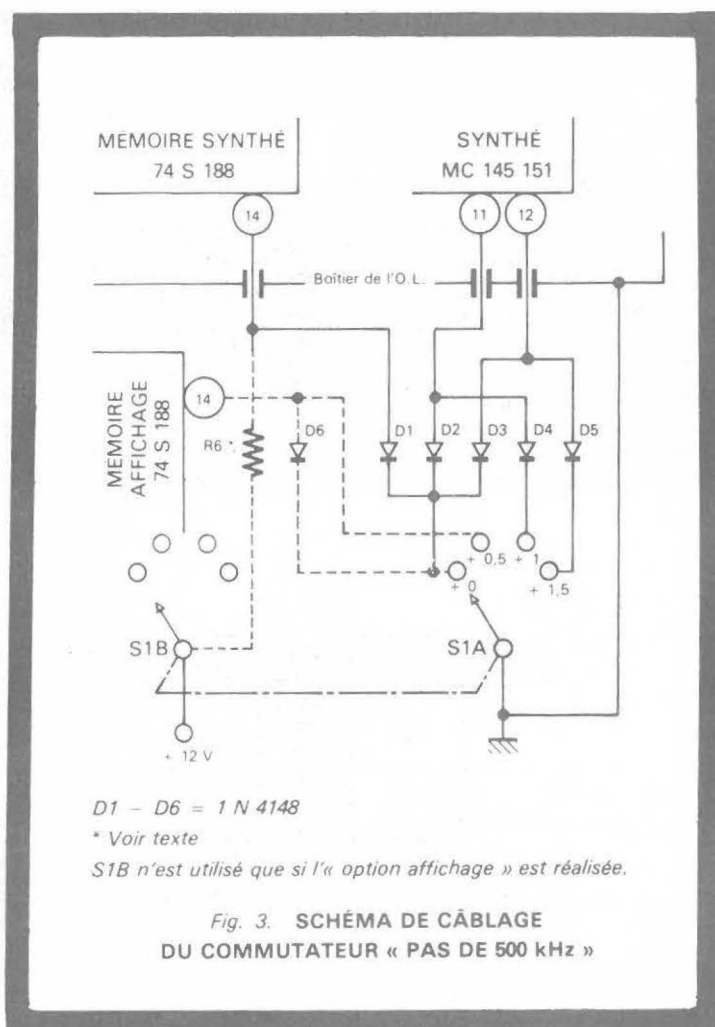 MÉMOIRE SYNTHÉ
74 S 188
SYNTHÉ
MC 145 151
14
11
12
Boîtier de l'O.L.
MÉMOIRE
AFFICHAGE
74 S 188
14
R6 *
D6
D1
D2
D3
D4
D5
+ 0
+ 0,5
+ 1
+ 1,5
S1B
S1A
+ 12 V
D1 – D6 = 1 N 4148
* Voir texte
S1B n'est utilisé que si l'« option affichage » est réalisée.
Fig. 3. SCHÉMA DE CÂBLAGE
DU COMMUTATEUR « PAS DE 500 kHz »